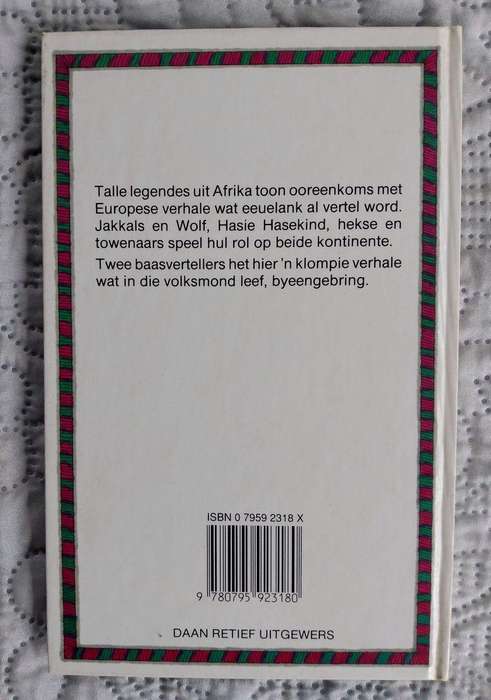 Talle legendes uit Afrika toon ooreenkoms met
Europese verhale wat eeuelank al vertel word.
Jakkals en Wolf, Hasie Hasekind, hekse en
towenaars speel hul rol op beide kontinente.
Twee baasvertellers het hier 'n klompie verhale
wat in die volksmond leef, byeengebring.
ISBN 0 7959 2318 X
9 780795 923180
DAAN RETIEF UITGEWERS